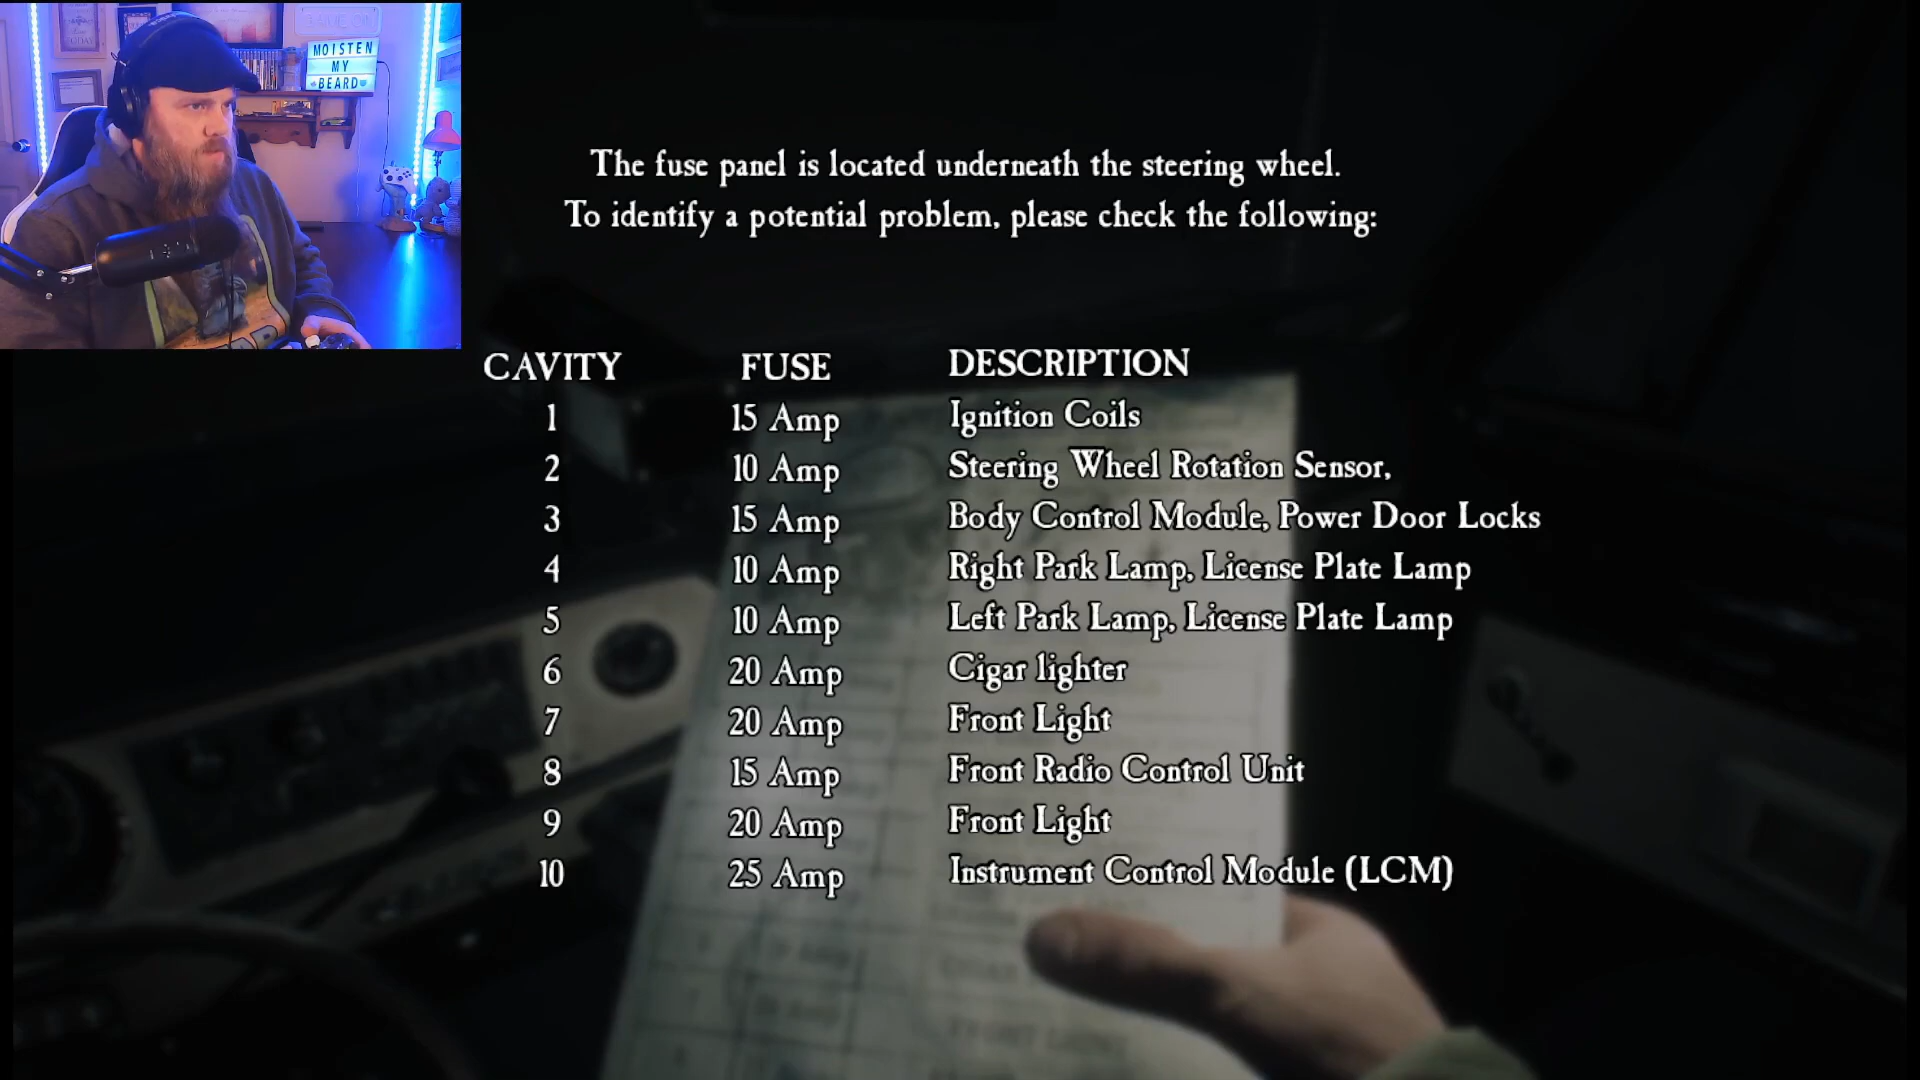 MOISTEN
MY
BEARD
The fuse panel is located underneath the steering wheel.
To identify a potential problem, please check the following:
CAVITY FUSE DESCRIPTION
1 15 Amp Ignition Coils
2 10 Amp Steering Wheel Rotation Sensor,
3 15 Amp Body Control Module, Power Door Locks
4 10 Amp Right Park Lamp, License Plate Lamp
5 10 Amp Left Park Lamp, License Plate Lamp
6 20 Amp Cigar lighter
7 20 Amp Front Light
8 15 Amp Front Radio Control Unit
9 20 Amp Front Light
10 25 Amp Instrument Control Module (LCM)